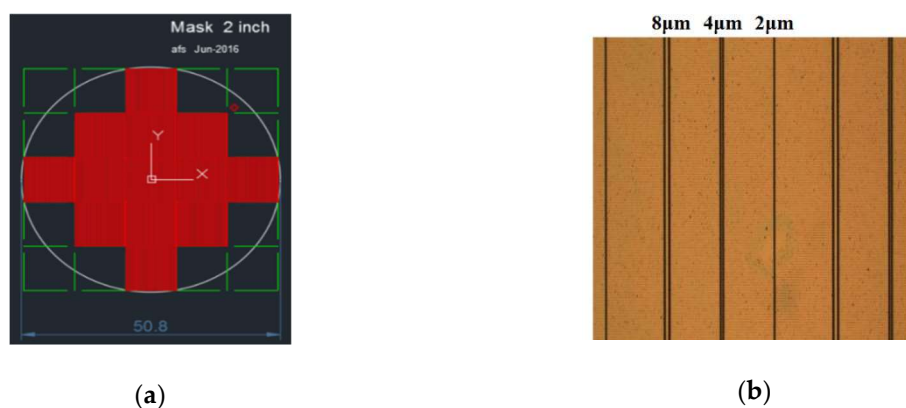 Mask 2 inch
afs Jun-2016
Y
X
50.8
(a)
8μm 4μm 2μm
(b)